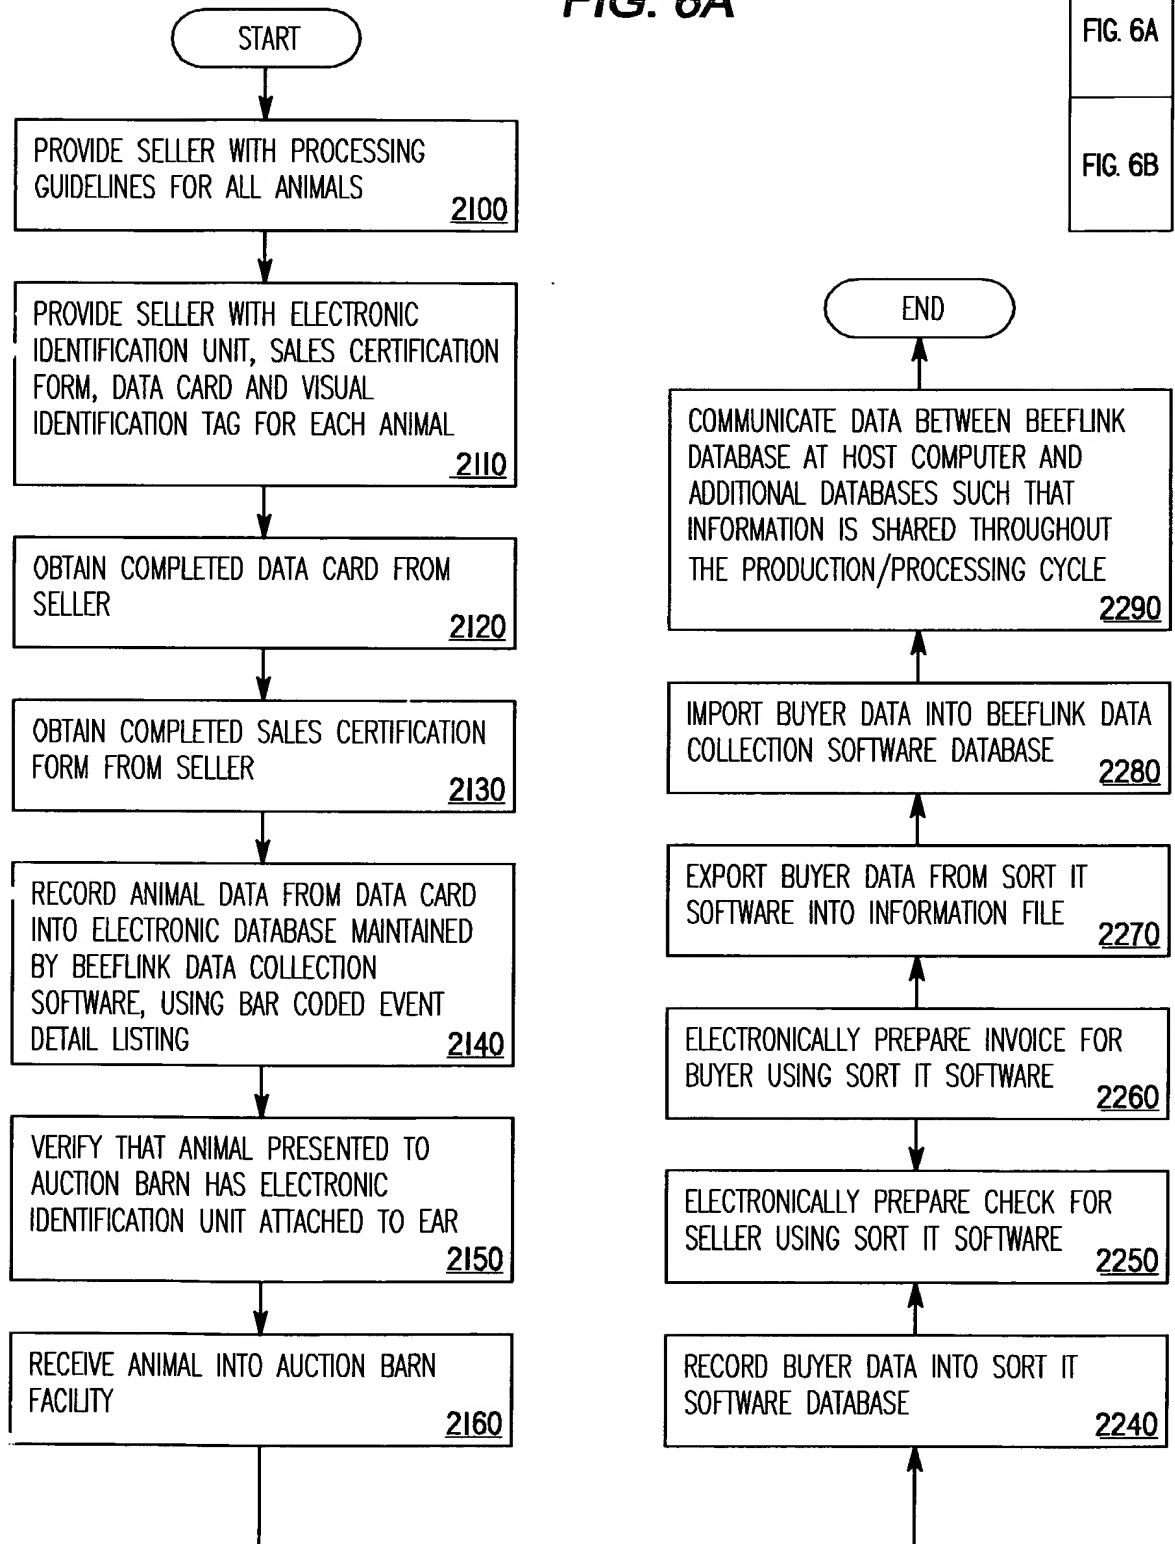 FIG. 6A
FIG. 6A
FIG. 6B
START
PROVIDE SELLER WITH PROCESSING
GUIDELINES FOR ALL ANIMALS
2100
PROVIDE SELLER WITH ELECTRONIC
IDENTIFICATION UNIT, SALES CERTIFICATION
FORM, DATA CARD AND VISUAL
IDENTIFICATION TAG FOR EACH ANIMAL
2110
OBTAIN COMPLETED DATA CARD FROM
SELLER
2120
OBTAIN COMPLETED SALES CERTIFICATION
FORM FROM SELLER
2130
RECORD ANIMAL DATA FROM DATA CARD
INTO ELECTRONIC DATABASE MAINTAINED
BY BEEFLINK DATA COLLECTION
SOFTWARE, USING BAR CODED EVENT
DETAIL LISTING
2140
VERIFY THAT ANIMAL PRESENTED TO
AUCTION BARN HAS ELECTRONIC
IDENTIFICATION UNIT ATTACHED TO EAR
2150
RECEIVE ANIMAL INTO AUCTION BARN
FACILITY
2160
END
COMMUNICATE DATA BETWEEN BEEFLINK
DATABASE AT HOST COMPUTER AND
ADDITIONAL DATABASES SUCH THAT
INFORMATION IS SHARED THROUGHOUT
THE PRODUCTION/PROCESSING CYCLE
2290
IMPORT BUYER DATA INTO BEEFLINK DATA
COLLECTION SOFTWARE DATABASE
2280
EXPORT BUYER DATA FROM SORT IT
SOFTWARE INTO INFORMATION FILE
2270
ELECTRONICALLY PREPARE INVOICE FOR
BUYER USING SORT IT SOFTWARE
2260
ELECTRONICALLY PREPARE CHECK FOR
SELLER USING SORT IT SOFTWARE
2250
RECORD BUYER DATA INTO SORT IT
SOFTWARE DATABASE
2240